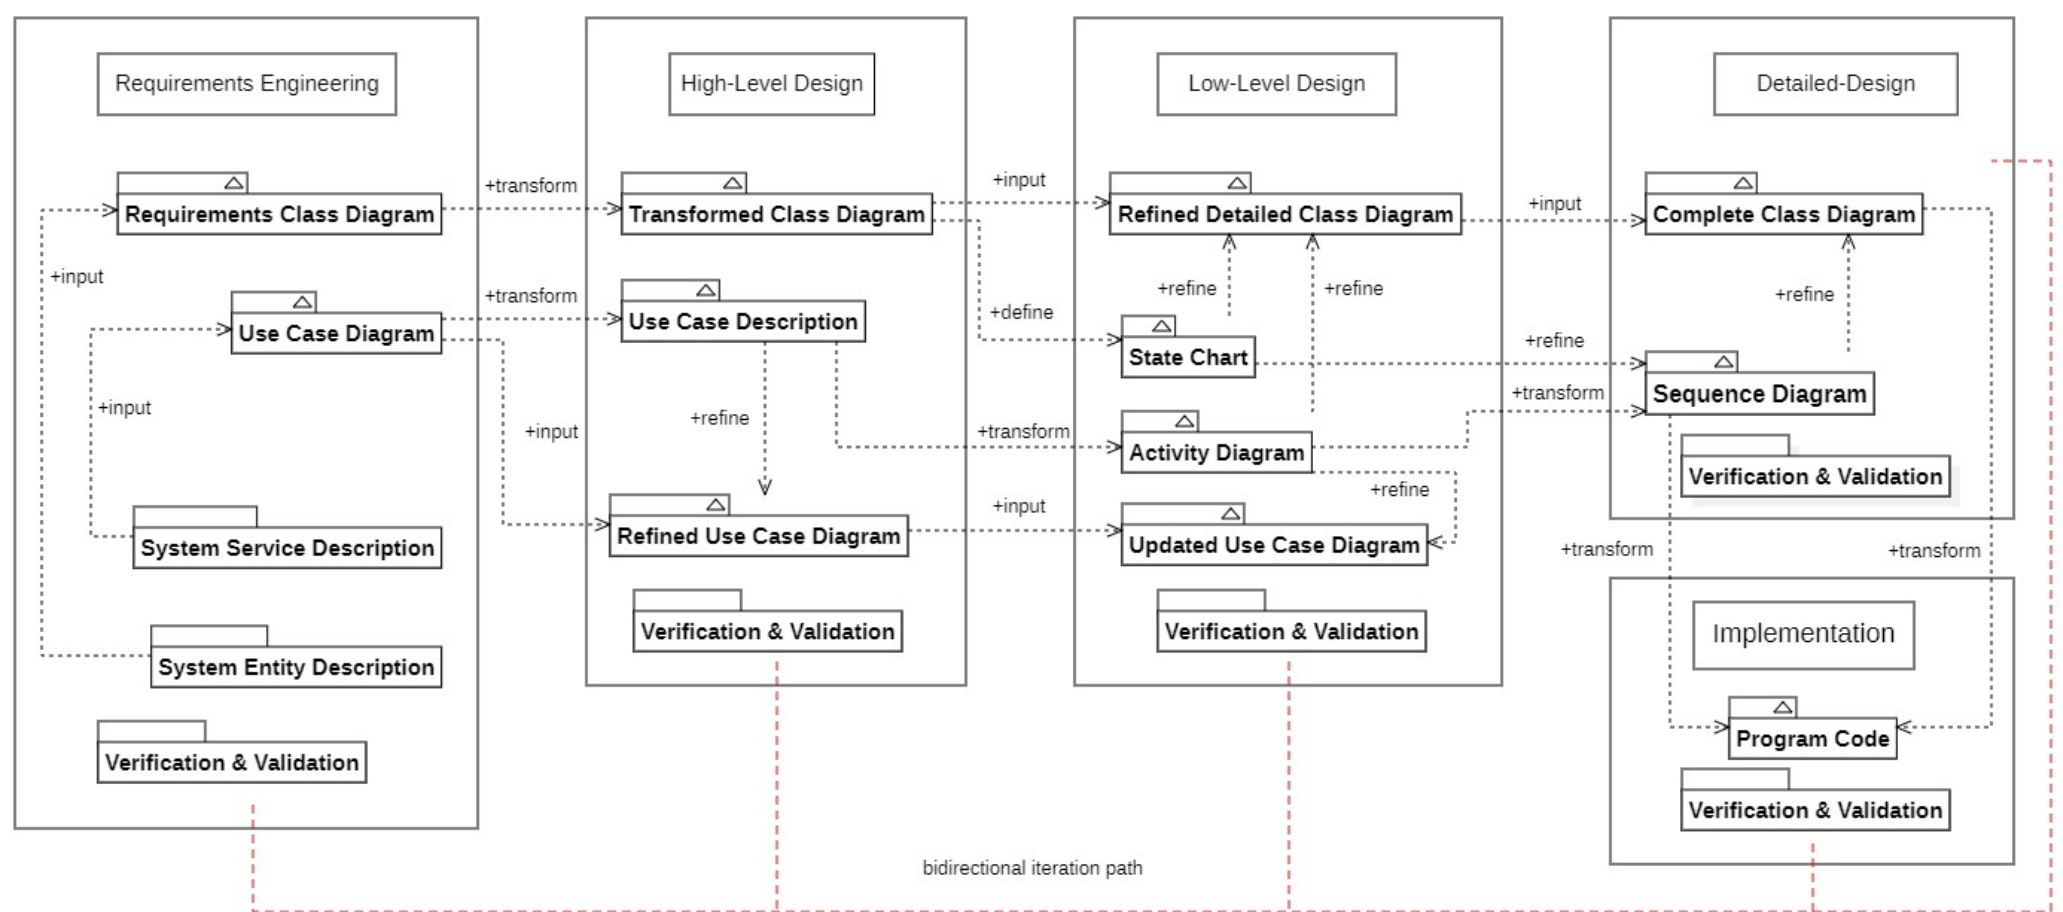 Requirements Engineering
+input
Requirements Class Diagram
+input
Use Case Diagram
System Service Description
System Entity Description
Verification & Validation
+transform
+transform
+input
High-Level Design
Transformed Class Diagram
Use Case Description
+refine
Refined Use Case Diagram
Verification & Validation
+input
+define
+transform
+input
Low-Level Design
Refined Detailed Class Diagram
+refine
+refine
State Chart
Activity Diagram
+refine
Updated Use Case Diagram
Verification & Validation
+input
+refine
+transform
Detailed-Design
Complete Class Diagram
+refine
Sequence Diagram
Verification & Validation
+transform
+transform
Implementation
Program Code
Verification & Validation
bidirectional iteration path